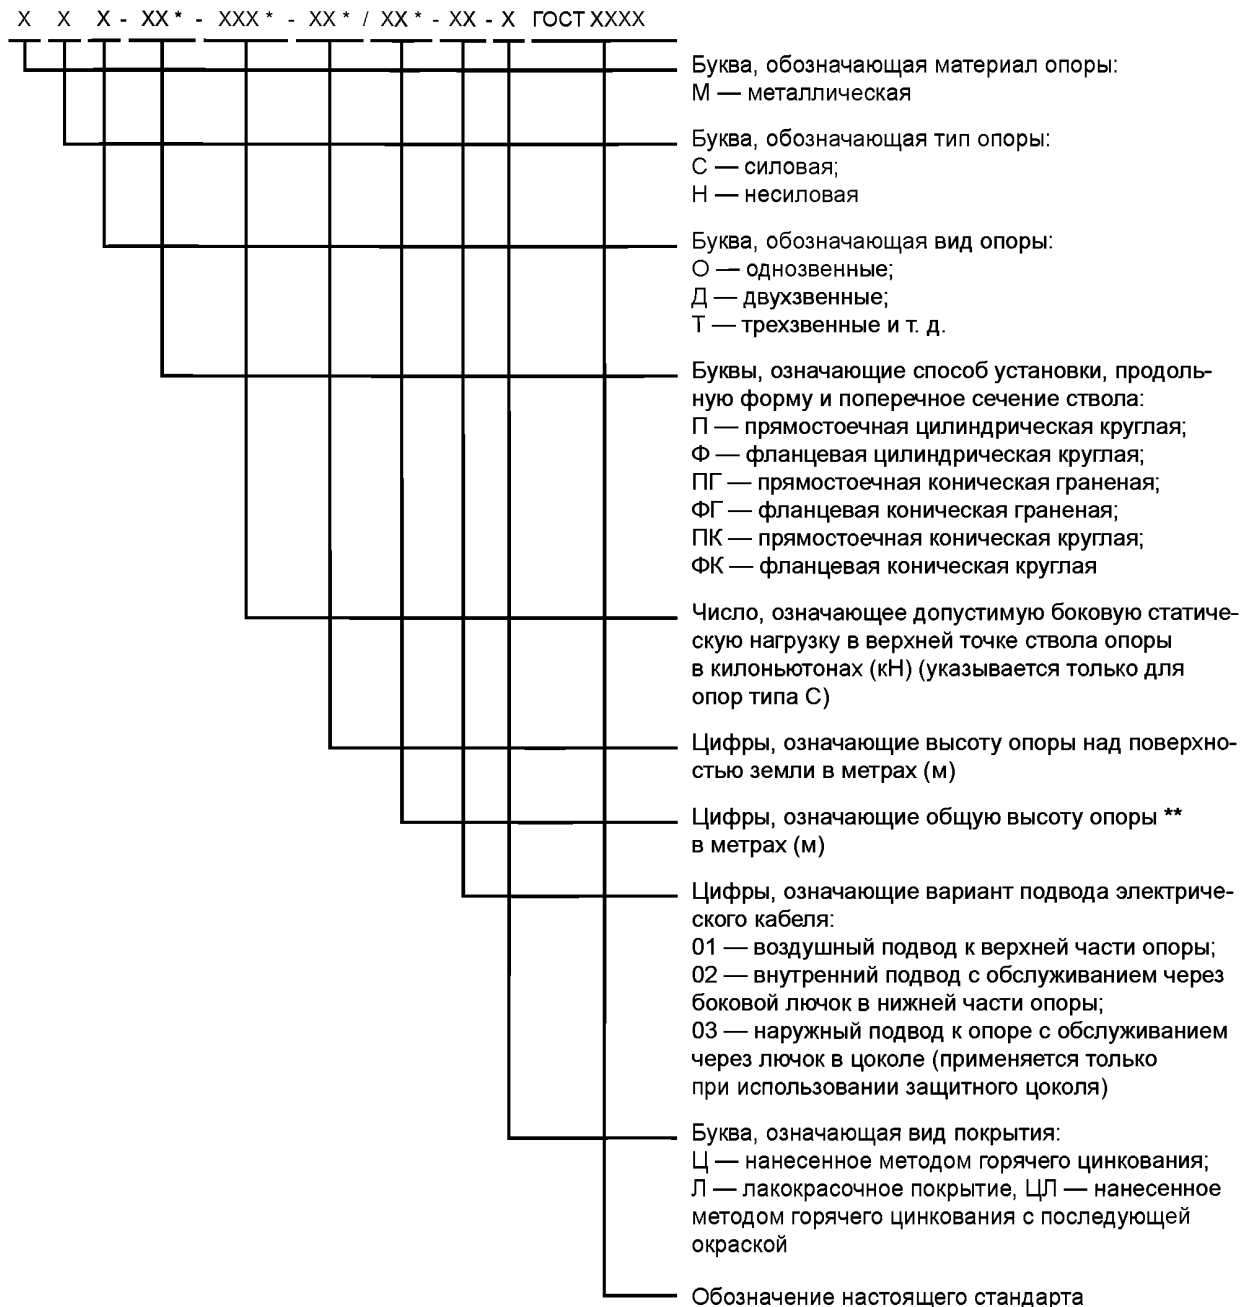 Х Х Х - ХХ * - ХХХ * - ХХ * / ХХ * - ХХ - Х ГОСТ ХХХХ
Буква, обозначающая материал опоры:
М — металлическая
Буква, обозначающая тип опоры:
С — силовая;
Н — несиловая
Буква, обозначающая вид опоры:
О — однозвенные;
Д — двухзвенные;
Т — трехзвенные и т. д.
Буквы, означающие способ установки, продоль-
ную форму и поперечное сечение ствола:
П — прямостоечная цилиндрическая круглая;
Ф — фланцевая цилиндрическая круглая;
ПГ — прямостоечная коническая граненая;
ФГ — фланцевая коническая граненая;
ПК — прямостоечная коническая круглая;
ФК — фланцевая коническая круглая
Число, означающее допустимую боковую статиче-
скую нагрузку в верхней точке ствола опоры
в килоньютонах (кН) (указывается только для
опор типа С)
Цифры, означающие высоту опоры над поверхно-
стью земли в метрах (м)
Цифры, означающие общую высоту опоры **
в метрах (м)
Цифры, означающие вариант подвода электриче-
ского кабеля:
01 — воздушный подвод к верхней части опоры;
02 — внутренний подвод с обслуживанием через
боковой лючок в нижней части опоры;
03 — наружный подвод к опоре с обслуживанием
через лючок в цоколе (применяется только
при использовании защитного цоколя)
Буква, означающая вид покрытия:
Ц — нанесенное методом горячего цинкования;
Л — лакокрасочное покрытие, ЦЛ — нанесенное
методом горячего цинкования с последующей
окраской
Обозначение настоящего стандарта